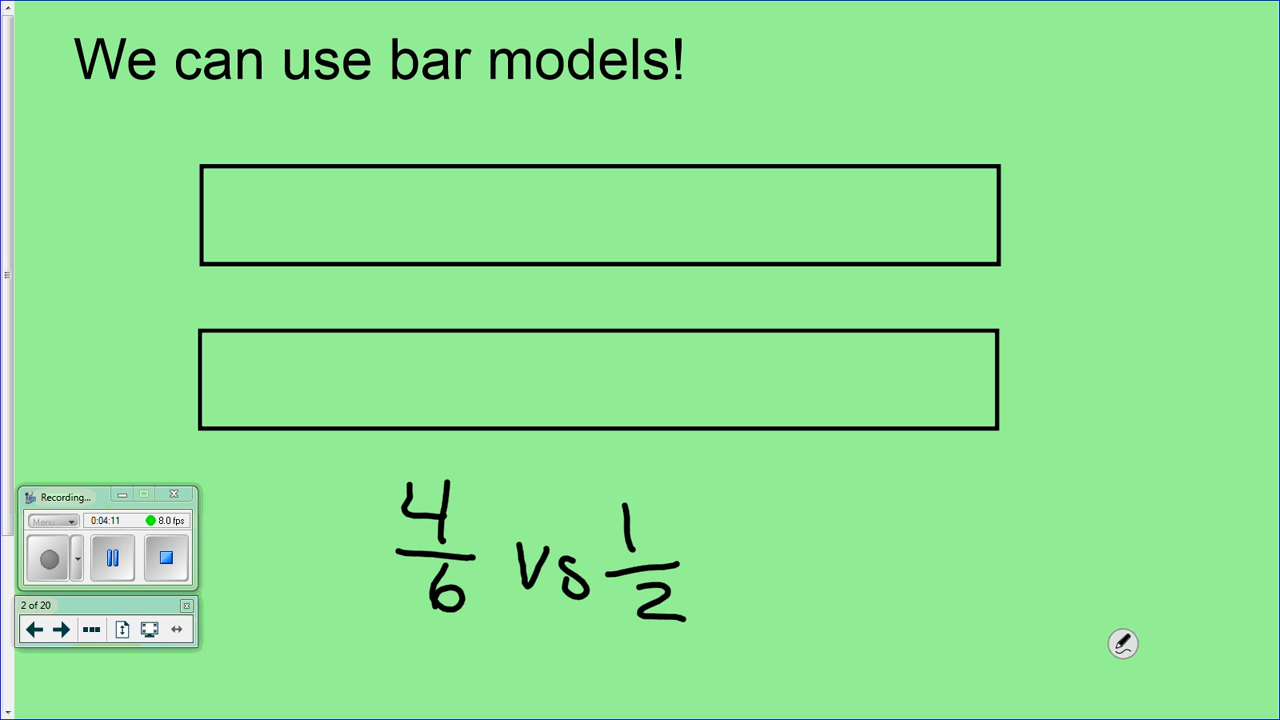 We can use bar models!
Recording...
Menu
0:04:11 8.0 fps
2 of 20
4/6 vs 1/2